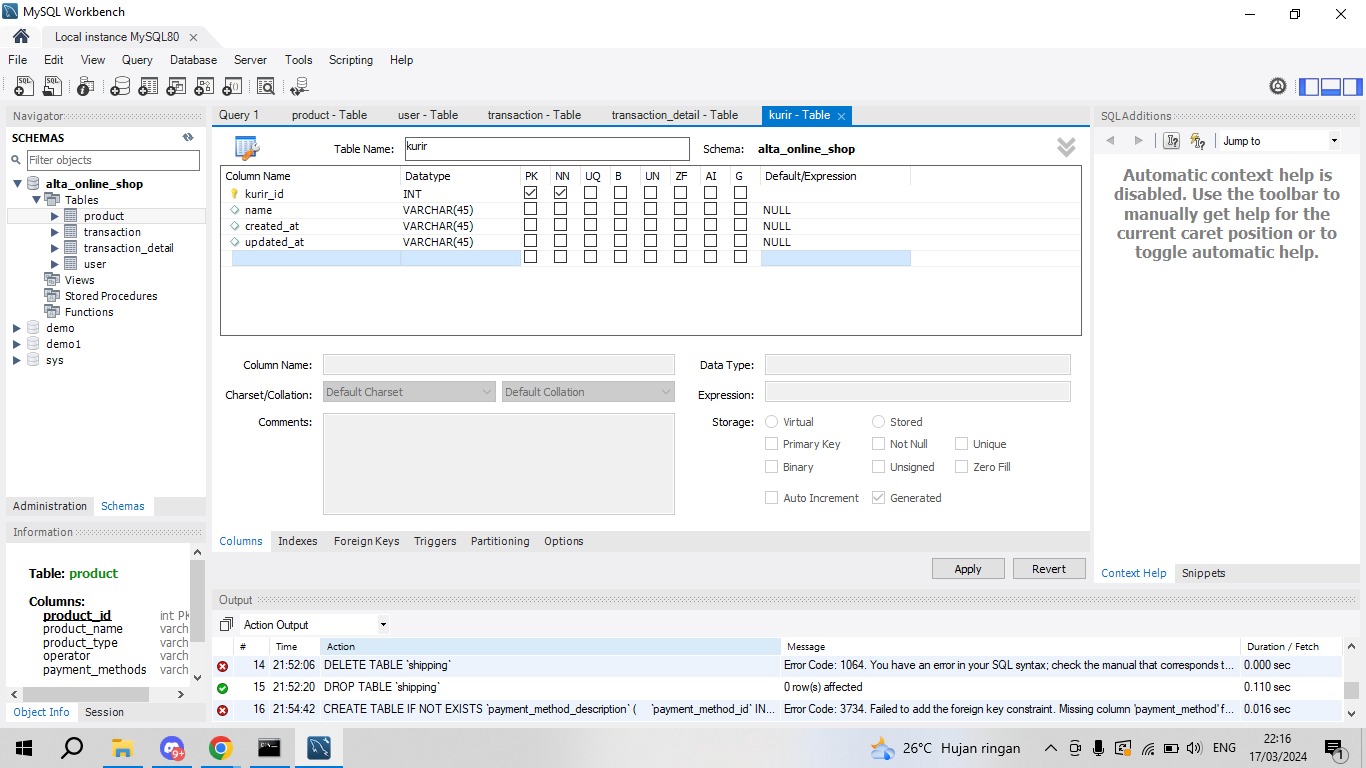 MySQL Workbench
Local instance MySQL80
File Edit View Query Database Server Tools Scripting Help
Navigator
SCHEMAS
Filter objects
alta_online_shop
Tables
product
transaction
transaction_detail
user
Views
Stored Procedures
Functions
demo
demo1
sys
Administration Schemas
Information
Table: product
Columns:
product_id int PK
product_name varch
product_type varch
operator varch
payment_methods varch
Object Info Session
Query 1 product - Table user - Table transaction - Table transaction_detail - Table kurir - Table
Table Name: kurir Schema: alta_online_shop
Column Name Datatype PK NN UQ B UN ZF AI G Default/Expression
kurir_id INT
name VARCHAR(45) NULL
created_at VARCHAR(45) NULL
updated_at VARCHAR(45) NULL
Column Name: Data Type:
Charset/Collation: Default Charset Default Collation Expression:
Comments: Storage: Virtual Stored
Primary Key Not Null Unique
Binary Unsigned Zero Fill
Auto Increment Generated
Columns Indexes Foreign Keys Triggers Partitioning Options
Apply Revert
Output
Action Output
# Time Action Message Duration / Fetch
14 21:52:06 DELETE TABLE `shipping` Error Code: 1064. You have an error in your SQL syntax; check the manual that corresponds t... 0.000 sec
15 21:52:20 DROP TABLE `shipping` 0 row(s) affected 0.110 sec
16 21:54:42 CREATE TABLE IF NOT EXISTS `payment_method_description` ( `payment_method_id` IN... Error Code: 3734. Failed to add the foreign key constraint. Missing column 'payment_method' f... 0.016 sec
SQL Additions
Jump to
Automatic context help is
disabled. Use the toolbar to
manually get help for the
current caret position or to
toggle automatic help.
Context Help Snippets
9+
26°C Hujan ringan
ENG
22:16
17/03/2024
1